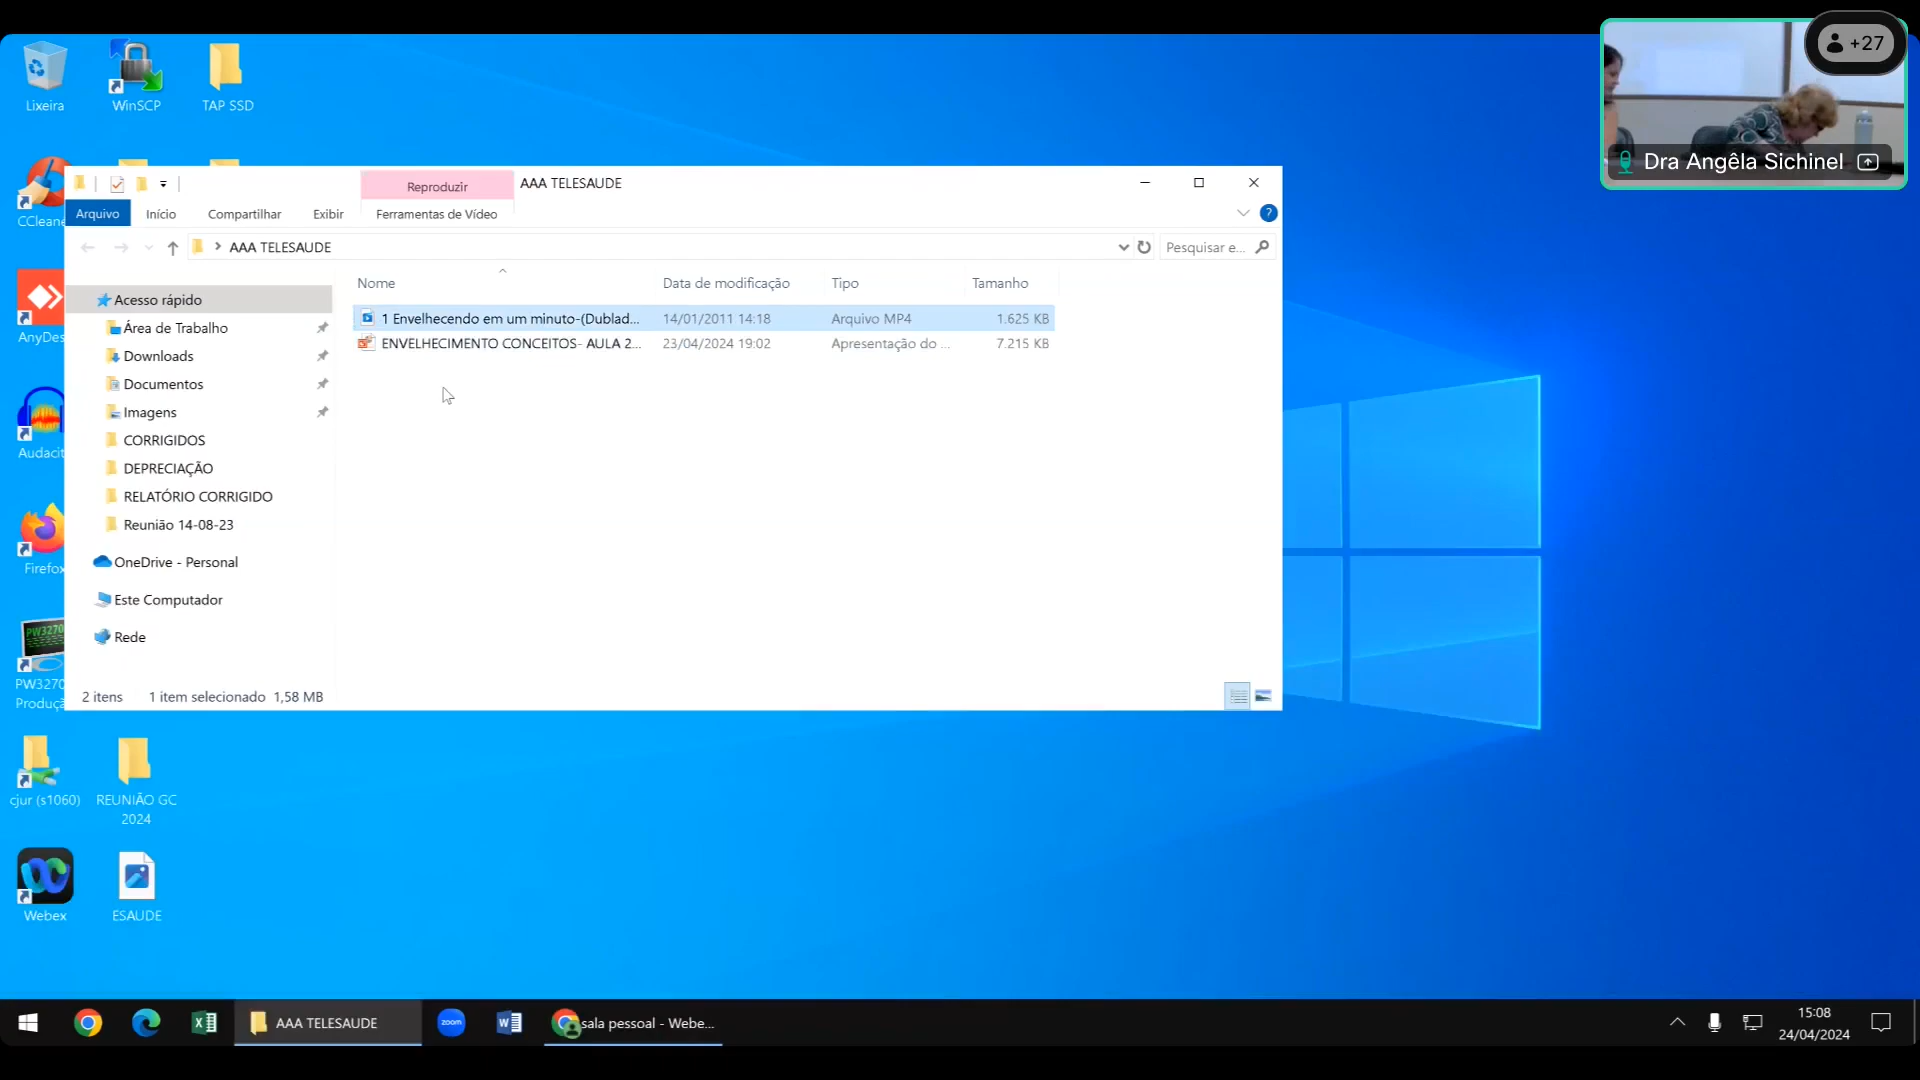 +27
Dra Angêla Sichinel
Lixeira
WinSCP
TAP SSD
CCleane
AnyDes
Audacit
Firefox
PW3270
Produçã
cjur (s1060)
REUNIÃO GC
2024
Webex
ESAUDE
Reproduzir
AAA TELESAUDE
Arquivo
Início
Compartilhar
Exibir
Ferramentas de Vídeo
AAA TELESAUDE
Pesquisar e...
Nome
Data de modificação
Tipo
Tamanho
1 Envelhecendo em um minuto-(Dublad...
14/01/2011 14:18
Arquivo MP4
1.625 KB
ENVELHECIMENTO CONCEITOS- AULA 2...
23/04/2024 19:02
Apresentação do ...
7.215 KB
Acesso rápido
Área de Trabalho
Downloads
Documentos
Imagens
CORRIGIDOS
DEPRECIAÇÃO
RELATÓRIO CORRIGIDO
Reunião 14-08-23
OneDrive - Personal
Este Computador
Rede
2 itens
1 item selecionado 1,58 MB
AAA TELESAUDE
zoom
sala pessoal - Webe...
15:08
24/04/2024